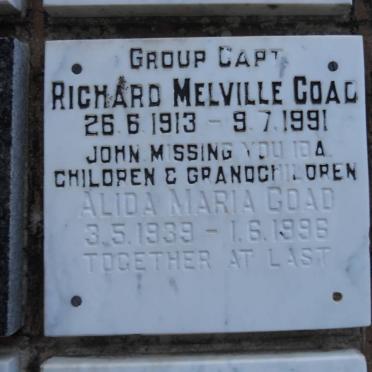 GROUP CAPT
RICHARD MELVILLE COAD
26.6.1913 - 9.7.1991
JOHN MISSING YOU IDA
CHILDREN & GRANDCHILDREN
ALIDA MARIA COAD
3.5.1939 - 1.6.1996
TOGETHER AT LAST